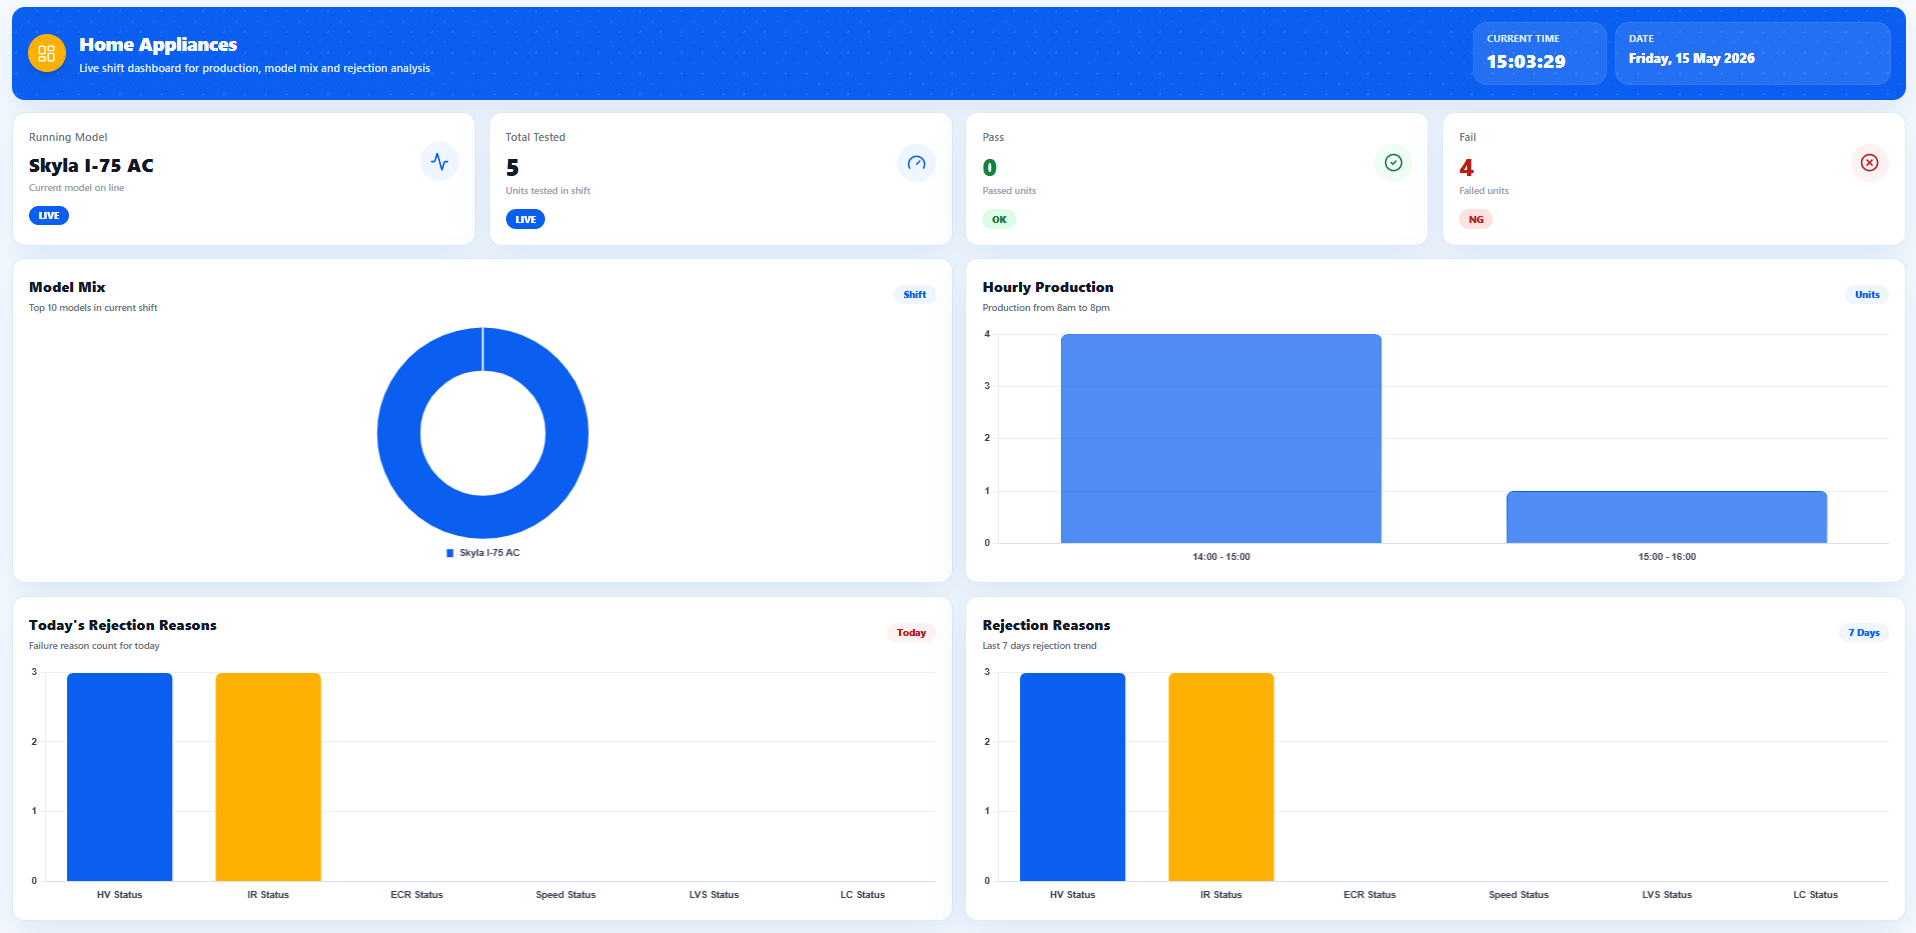 Home Appliances
Live shift dashboard for production, model mix and rejection analysis
CURRENT TIME
15:03:29
DATE
Friday, 15 May 2026
Running Model
Skyla I-75 AC
Current model on line
LIVE
Total Tested
5
Units tested in shift
LIVE
Pass
0
Passed units
OK
Fail
4
Failed units
NG
Model Mix
Top 10 models in current shift
Shift
Skyla I-75 AC
Hourly Production
Production from 8am to 8pm
Units
4
3
2
1
0
14:00 - 15:00
15:00 - 16:00
Today's Rejection Reasons
Failure reason count for today
Today
3
2
1
0
HV Status
IR Status
ECR Status
Speed Status
LVS Status
LC Status
Rejection Reasons
Last 7 days rejection trend
7 Days
3
2
1
0
HV Status
IR Status
ECR Status
Speed Status
LVS Status
LC Status